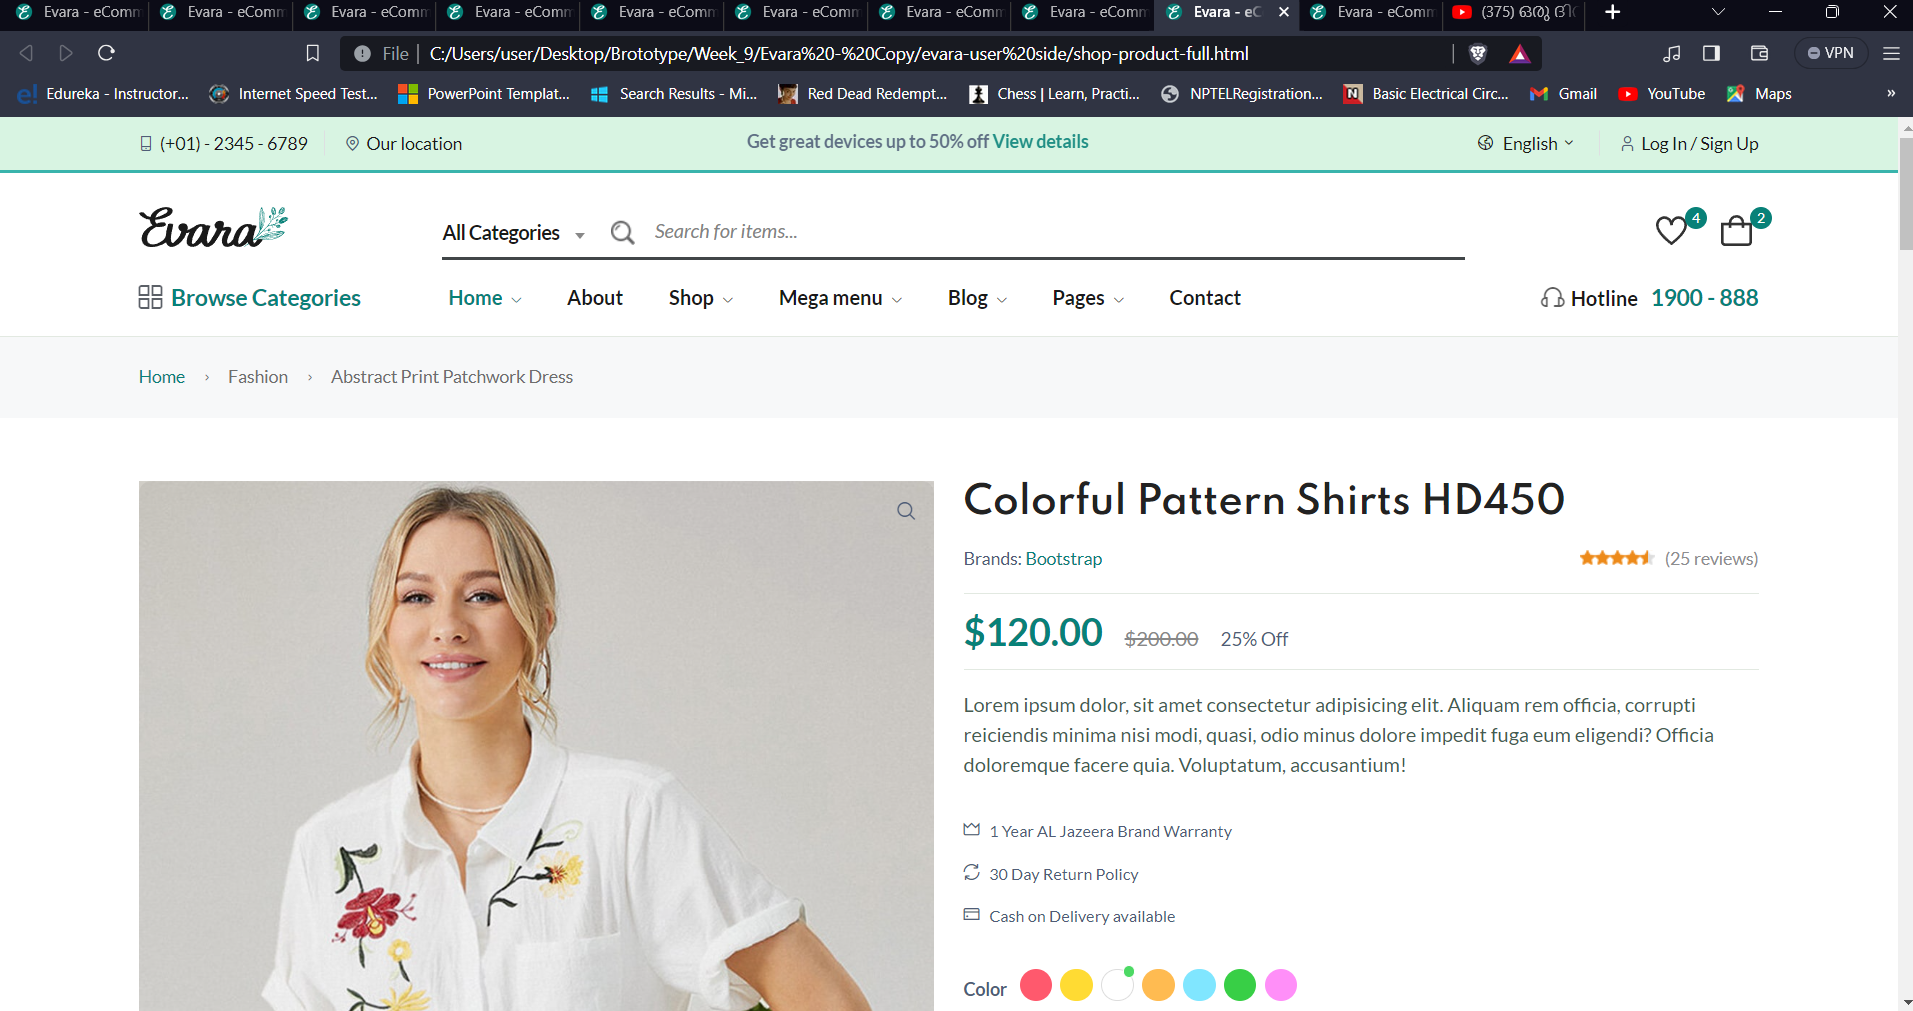 Evara - eComm Evara - eComm Evara - eComm Evara - eComm Evara - eComm Evara - eComm Evara - eComm Evara - eComm Evara - eC Evara - eComm (375) ഒരു
File C:/Users/user/Desktop/Brototype/Week_9/Evara%20-%20Copy/evara-user%20side/shop-product-full.html VPN
Edureka - Instructor... Internet Speed Test... PowerPoint Templat... Search Results - Mi... Red Dead Redempt... Chess | Learn, Practi... NPTELRegistration... Basic Electrical Circ... Gmail YouTube Maps »
(+01) - 2345 - 6789 Our location Get great devices up to 50% off View details English Log In / Sign Up
Evara All Categories Search for items... 4 2
Browse Categories Home About Shop Mega menu Blog Pages Contact Hotline 1900 - 888
Home › Fashion › Abstract Print Patchwork Dress
Colorful Pattern Shirts HD450
Brands: Bootstrap (25 reviews)
$120.00 $200.00 25% Off
Lorem ipsum dolor, sit amet consectetur adipisicing elit. Aliquam rem officia, corrupti
reiciendis minima nisi modi, quasi, odio minus dolore impedit fuga eum eligendi? Officia
doloremque facere quia. Voluptatum, accusantium!
1 Year AL Jazeera Brand Warranty
30 Day Return Policy
Cash on Delivery available
Color